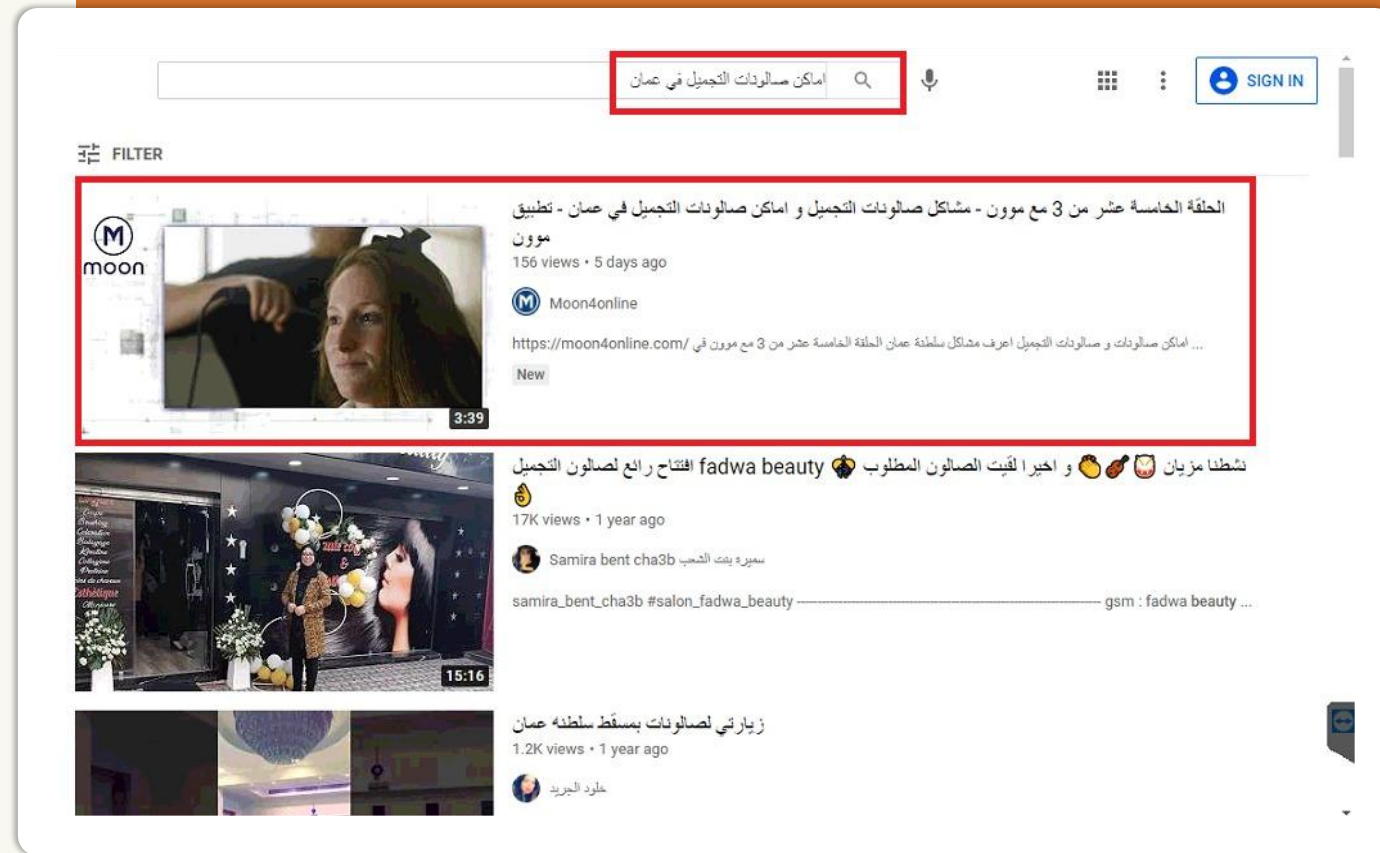 اماكن صالونات التجميل في عمان
SIGN IN
FILTER
moon
3:39
الحلقة الخامسة عشر من 3 مع موون - مشاكل صالونات التجميل و اماكن صالونات التجميل في عمان - تطبيق
موون
156 views • 5 days ago
Moon4online
https://moon4online.com/ اماكن صالونات و صالونات التجميل اعرف مشاكل سلطنة عمان الحلقة الخامسة عشر من 3 مع موون في ...
New
15:16
نشطنا مزيان 🥁🎻👏 و اخيرا لقيت الصالون المطلوب 🪩 fadwa beauty افتتاح رائع لصالون التجميل
👌
17K views • 1 year ago
Samira bent cha3b سميره بنت الشعب
samira_bent_cha3b #salon_fadwa_beauty ---------------- gsm : fadwa beauty ...
زيارتي لصالونات بمسقط سلطنه عمان
1.2K views • 1 year ago
خلود الجريد